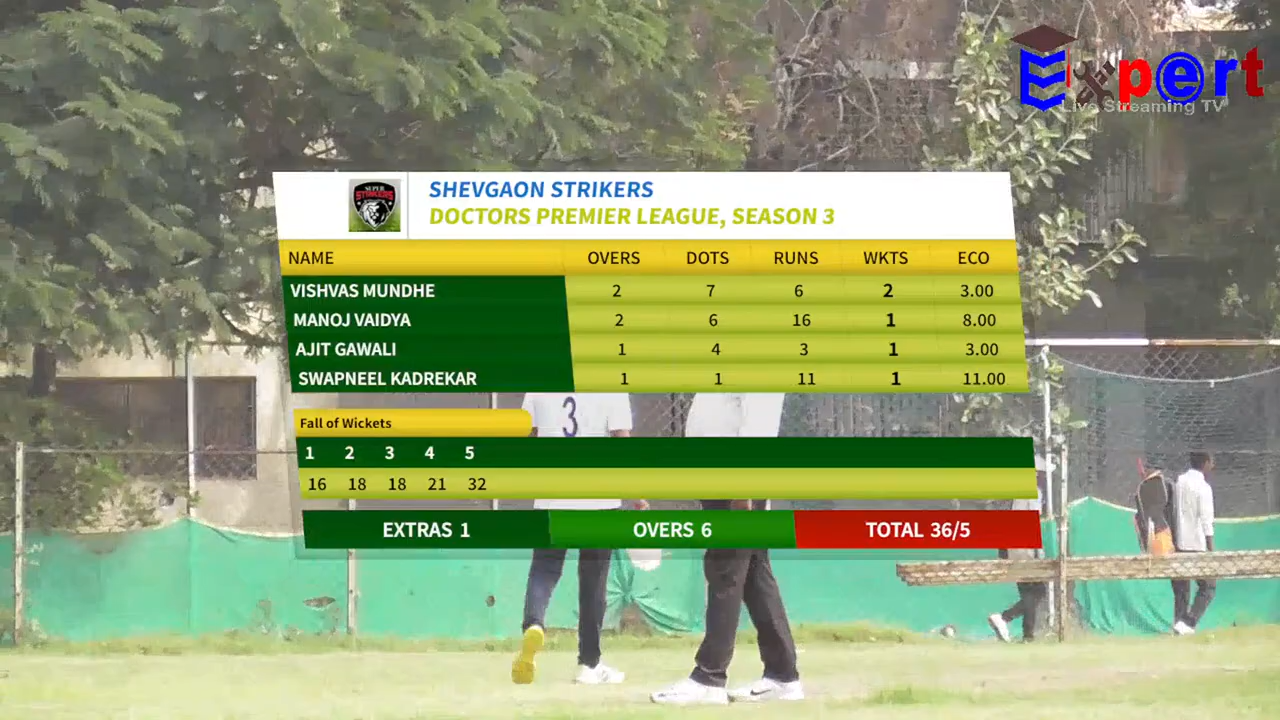 Expert
Live Streaming TV
SUPER
STRIKERS
SHEVGAON STRIKERS
DOCTORS PREMIER LEAGUE, SEASON 3
NAME OVERS DOTS RUNS WKTS ECO
VISHVAS MUNDHE 2 7 6 2 3.00
MANOJ VAIDYA 2 6 16 1 8.00
AJIT GAWALI 1 4 3 1 3.00
SWAPNEEL KADREKAR 1 1 11 1 11.00
3
Fall of Wickets
1 2 3 4 5
16 18 18 21 32
EXTRAS 1 OVERS 6 TOTAL 36/5